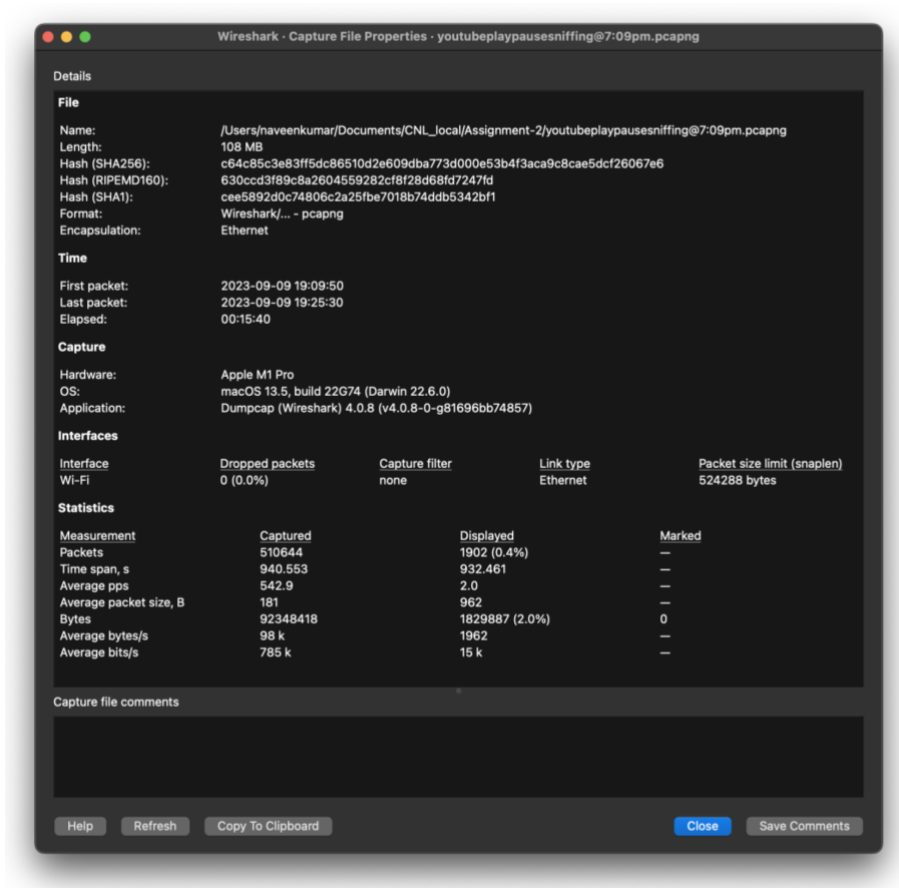 Wireshark · Capture File Properties · youtubeplaypausesniffing@7:09pm.pcapng
Details
File
Name: /Users/naveenkumar/Documents/CNL_local/Assignment-2/youtubeplaypausesniffing@7:09pm.pcapng
Length: 108 MB
Hash (SHA256): c64c85c3e83ff5dc86510d2e609dba773d000e53b4f3aca9c8cae5dcf26067e6
Hash (RIPEMD160): 630ccd3f89c8a2604559282cf8f28d68fd7247fd
Hash (SHA1): cee5892d0c74806c2a25fbe7018b74ddb5342bf1
Format: Wireshark/... - pcapng
Encapsulation: Ethernet
Time
First packet: 2023-09-09 19:09:50
Last packet: 2023-09-09 19:25:30
Elapsed: 00:15:40
Capture
Hardware: Apple M1 Pro
OS: macOS 13.5, build 22G74 (Darwin 22.6.0)
Application: Dumpcap (Wireshark) 4.0.8 (v4.0.8-0-g81696bb74857)
Interfaces
Interface Dropped packets Capture filter Link type Packet size limit (snaplen)
Wi-Fi 0 (0.0%) none Ethernet 524288 bytes
Statistics
Measurement Captured Displayed Marked
Packets 510644 1902 (0.4%) —
Time span, s 940.553 932.461 —
Average pps 542.9 2.0 —
Average packet size, B 181 962 —
Bytes 92348418 1829887 (2.0%) 0
Average bytes/s 98 k 1962 —
Average bits/s 785 k 15 k —
Capture file comments
Help Refresh Copy To Clipboard Close Save Comments